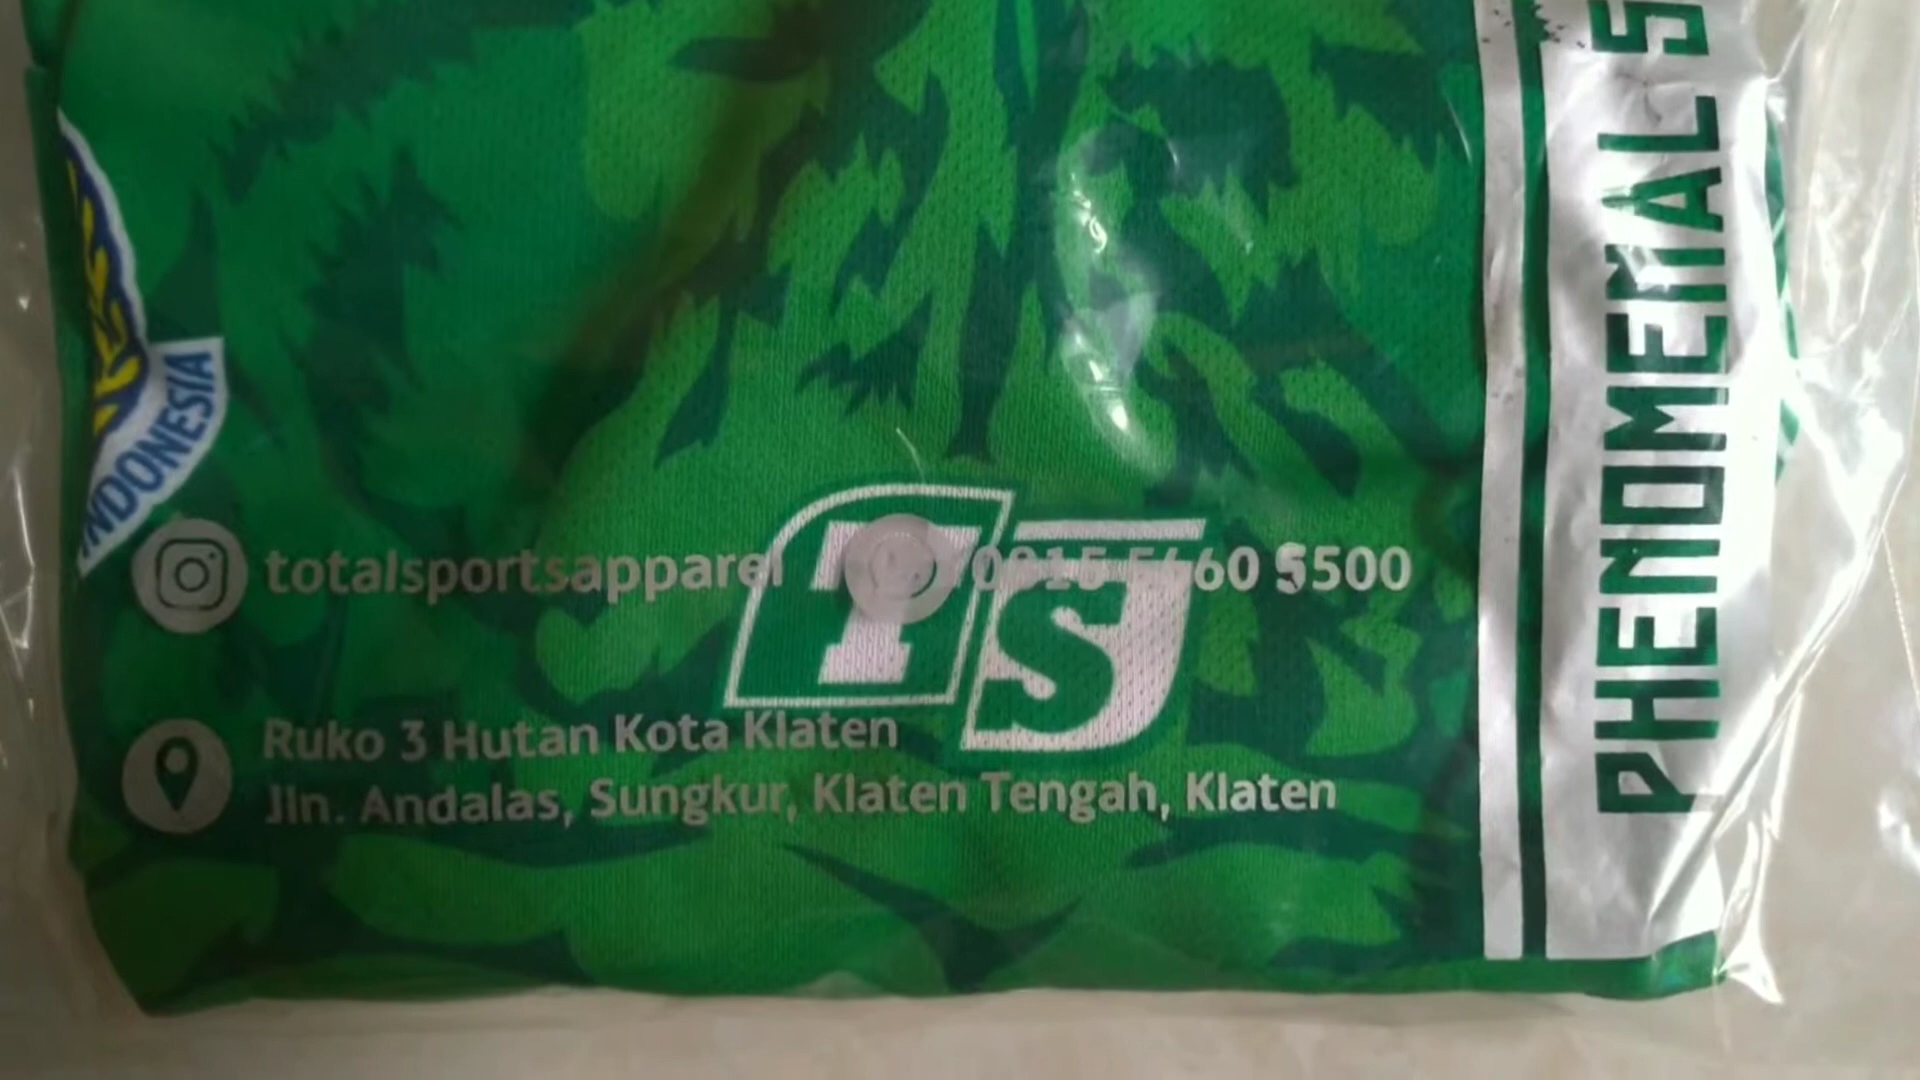 INDONESIA
totalsportsapparel
60 5500
TS
Ruko 3 Hutan Kota Klaten
Jln. Andalas, Sungkur, Klaten Tengah, Klaten
PHENOMENAL